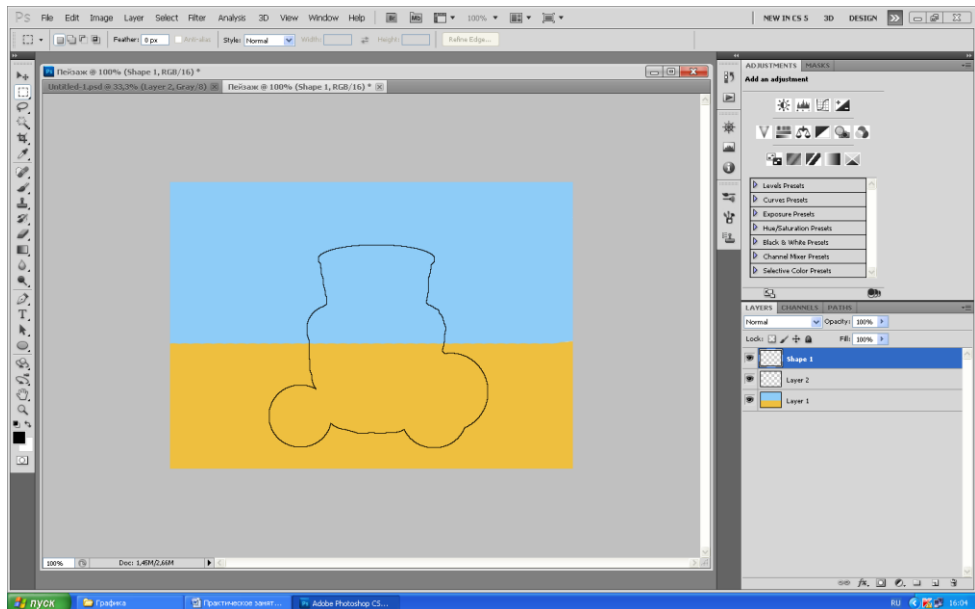 PS File Edit Image Layer Select Filter Analysis 3D View Window Help Br Mb 100% NEW IN CS 5 3D DESIGN
Feather: 0 px Anti-alias Style: Normal Width: Height: Refine Edge...
Пейзаж @ 100% (Shape 1, RGB/16) *
Untitled-1.psd @ 33,3% (Layer 2, Gray/8) Пейзаж @ 100% (Shape 1, RGB/16) *
ADJUSTMENTS MASKS
Add an adjustment
Levels Presets
Curves Presets
Exposure Presets
Hue/Saturation Presets
Black & White Presets
Channel Mixer Presets
Selective Color Presets
LAYERS CHANNELS PATHS
Normal Opacity: 100%
Lock: Fill: 100%
Shape 1
Layer 2
Layer 1
100% Doc: 1,45M/2,66M
пуск Графика Практическое занят... Adobe Photoshop CS... RU 16:04